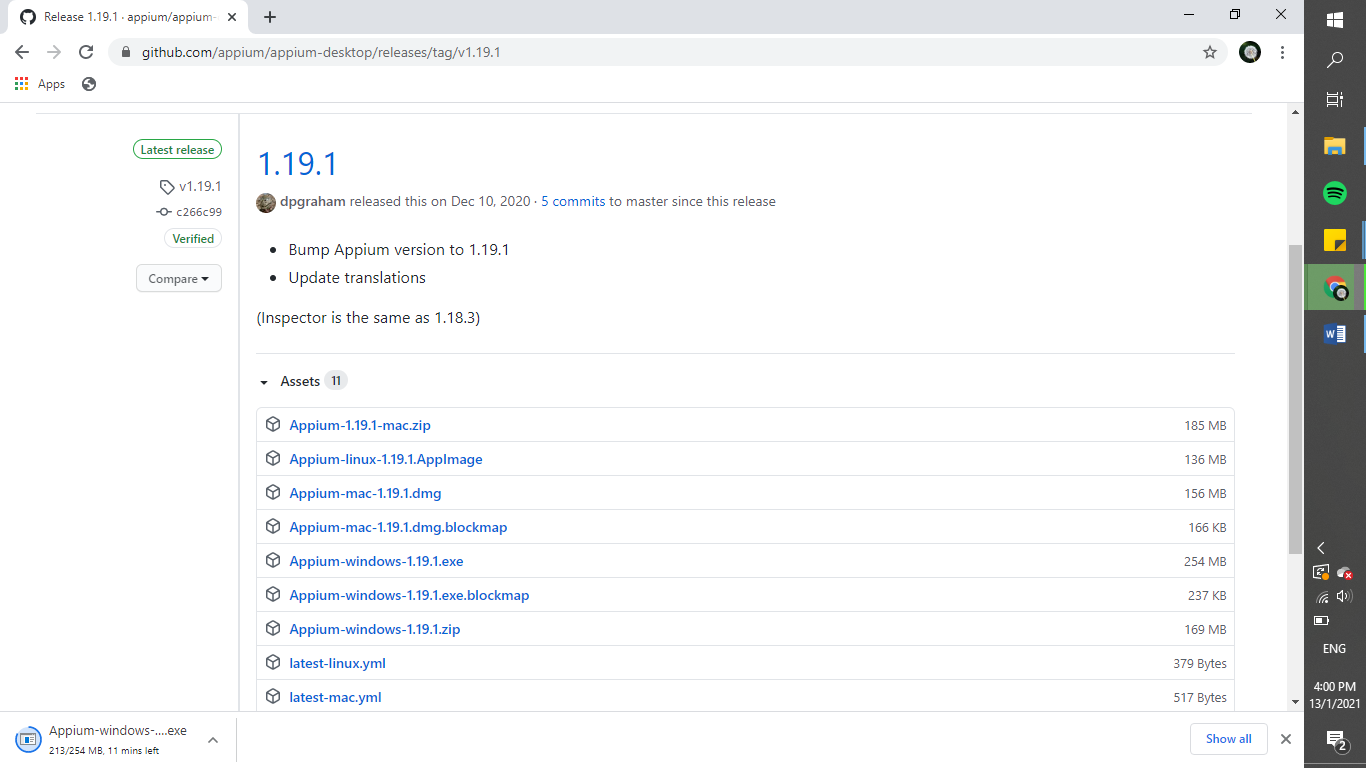 Release 1.19.1 · appium/appium-
github.com/appium/appium-desktop/releases/tag/v1.19.1
Apps
Latest release
v1.19.1
c266c99
Verified
Compare
1.19.1
dpgraham released this on Dec 10, 2020 · 5 commits to master since this release
Bump Appium version to 1.19.1
Update translations
(Inspector is the same as 1.18.3)
Assets 11
Appium-1.19.1-mac.zip 185 MB
Appium-linux-1.19.1.AppImage 136 MB
Appium-mac-1.19.1.dmg 156 MB
Appium-mac-1.19.1.dmg.blockmap 166 KB
Appium-windows-1.19.1.exe 254 MB
Appium-windows-1.19.1.exe.blockmap 237 KB
Appium-windows-1.19.1.zip 169 MB
latest-linux.yml 379 Bytes
latest-mac.yml 517 Bytes
Appium-windows-....exe
213/254 MB, 11 mins left
Show all
W
ENG
4:00 PM
13/1/2021
2